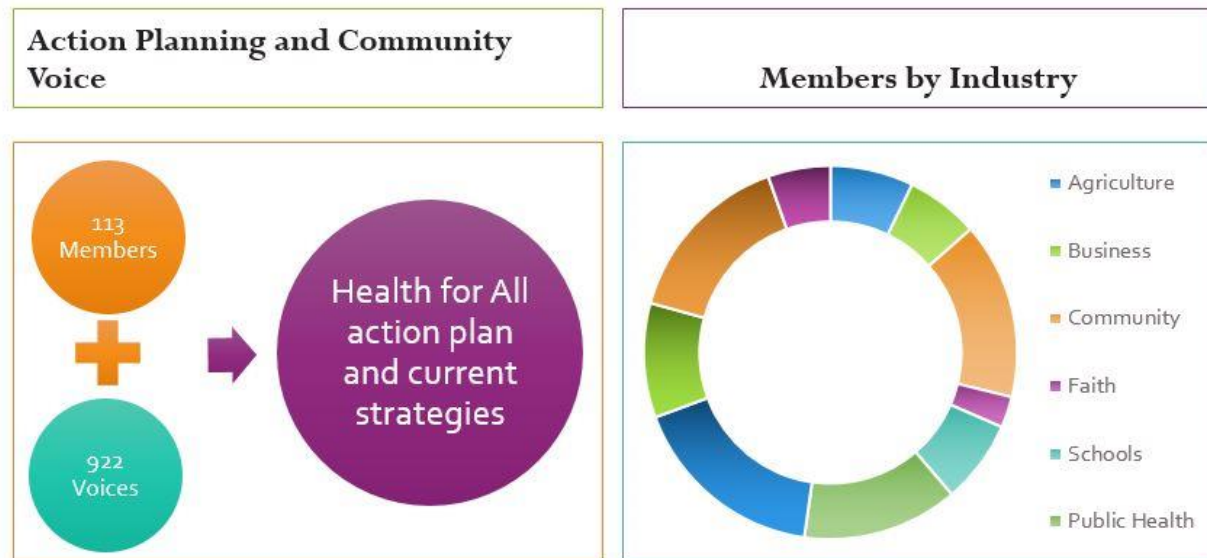 Action Planning and Community
Voice
Members by Industry
113
Members
922
Voices
Health for All
action plan
and current
strategies
Agriculture
Business
Community
Faith
Schools
Public Health